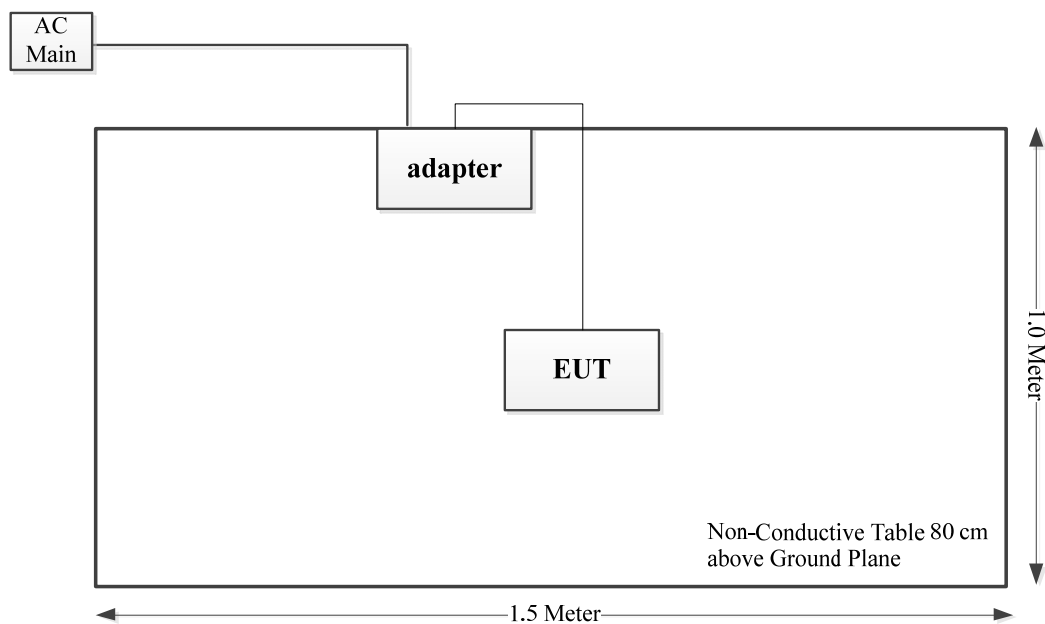 AC
Main
adapter
EUT
1.0 Meter
Non-Conductive Table 80 cm
above Ground Plane
1.5 Meter